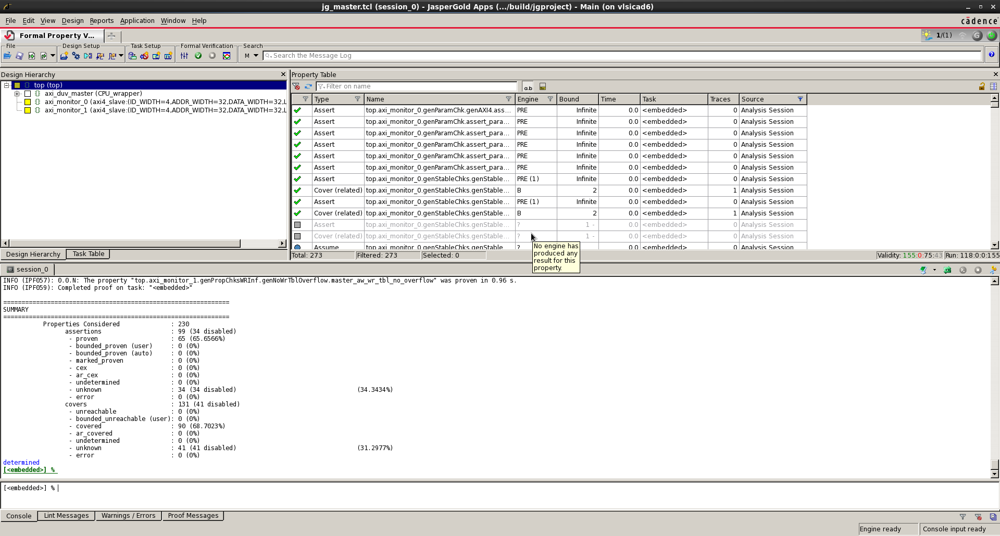 jg_master.tcl (session_0) - JasperGold Apps (.../build/jgproject) - Main (on vlsicad6)
File Edit View Design Reports Application Window Help
cādence
Formal Property V...
1/(1)
File Design Setup Task Setup Formal Verification Search
M Search the Message Log
Design Hierarchy
top (top)
axi_duv_master (CPU_wrapper)
axi_monitor_0 (axi4_slave:(ID_WIDTH=4,ADDR_WIDTH=32,DATA_WIDTH=32,L
axi_monitor_1 (axi4_slave:(ID_WIDTH=4,ADDR_WIDTH=32,DATA_WIDTH=32,L
Design Hierarchy Task Table
Property Table
Filter on name
a.b
Type Name Engine Bound Time Task Traces Source
Assert top.axi_monitor_0.genParamChk.genAXI4.ass... PRE Infinite 0.0 <embedded> 0 Analysis Session
Assert top.axi_monitor_0.genParamChk.assert_para... PRE Infinite 0.0 <embedded> 0 Analysis Session
Assert top.axi_monitor_0.genParamChk.assert_para... PRE Infinite 0.0 <embedded> 0 Analysis Session
Assert top.axi_monitor_0.genParamChk.assert_para... PRE Infinite 0.0 <embedded> 0 Analysis Session
Assert top.axi_monitor_0.genParamChk.assert_para... PRE Infinite 0.0 <embedded> 0 Analysis Session
Assert top.axi_monitor_0.genParamChk.assert_para... PRE Infinite 0.0 <embedded> 0 Analysis Session
Assert top.axi_monitor_0.genStableChks.genStable... PRE (1) Infinite 0.0 <embedded> 0 Analysis Session
Cover (related) top.axi_monitor_0.genStableChks.genStable... B 2 0.0 <embedded> 1 Analysis Session
Assert top.axi_monitor_0.genStableChks.genStable... PRE (1) Infinite 0.0 <embedded> 0 Analysis Session
Cover (related) top.axi_monitor_0.genStableChks.genStable... B 2 0.0 <embedded> 1 Analysis Session
Assert top.axi_monitor_0.genStableChks.genStable... ? 1 - 0.0 <embedded> 0 Analysis Session
Cover (related) top.axi_monitor_0.genStableChks.genStable... ? 1 - 0.0 <embedded> 0 Analysis Session
Assume top.axi_monitor_0.genStableChks.genStable ? 0.0 <embedded> 0 Analysis Session
No engine has
produced any
result for this
property.
Total: 273 Filtered: 273 Selected: 0 Validity: 155:0:75:43 Run: 118:0:0:155
session_0
INFO (IPF057): 0.0.N: The property "top.axi_monitor_1.genPropChksWRInf.genNoWrTblOverflow.master_aw_wr_tbl_no_overflow" was proven in 0.96 s.
INFO (IPF059): Completed proof on task: "<embedded>"
==============================================================
SUMMARY
==============================================================
Properties Considered : 230
assertions : 99 (34 disabled)
- proven : 65 (65.6566%)
- bounded_proven (user) : 0 (0%)
- bounded_proven (auto) : 0 (0%)
- marked_proven : 0 (0%)
- cex : 0 (0%)
- ar_cex : 0 (0%)
- undetermined : 0 (0%)
- unknown : 34 (34 disabled) (34.3434%)
- error : 0 (0%)
covers : 131 (41 disabled)
- unreachable : 0 (0%)
- bounded_unreachable (user): 0 (0%)
- covered : 90 (68.7023%)
- ar_covered : 0 (0%)
- undetermined : 0 (0%)
- unknown : 41 (41 disabled) (31.2977%)
- error : 0 (0%)
determined
[<embedded>] %
[<embedded>] %
Console Lint Messages Warnings / Errors Proof Messages
Engine ready Console input ready